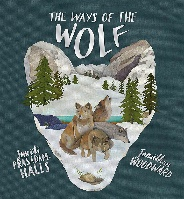 THE WAYS OF THE
WOLF
Smriti
PRASADAM-
HALLS
Jonathan
WOODWARD